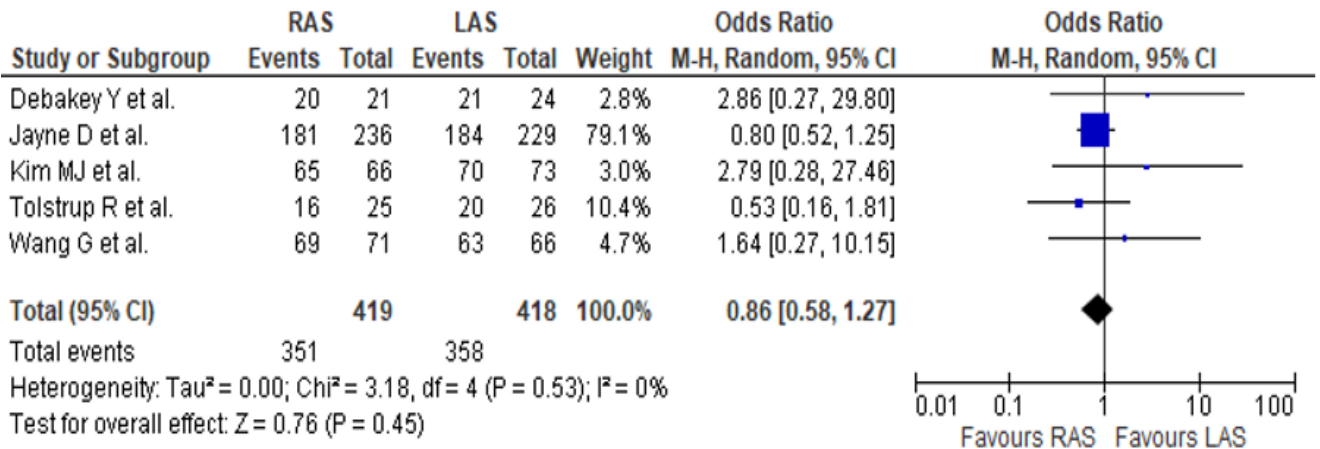 RAS LAS Odds Ratio Odds Ratio
Study or Subgroup Events Total Events Total Weight M-H, Random, 95% CI M-H, Random, 95% CI
Debakey Y et al. 20 21 21 24 2.8% 2.86 [0.27, 29.80]
Jayne D et al. 181 236 184 229 79.1% 0.80 [0.52, 1.25]
Kim MJ et al. 65 66 70 73 3.0% 2.79 [0.28, 27.46]
Tolstrup R et al. 16 25 20 26 10.4% 0.53 [0.16, 1.81]
Wang G et al. 69 71 63 66 4.7% 1.64 [0.27, 10.15]
Total (95% CI) 419 418 100.0% 0.86 [0.58, 1.27]
Total events 351 358
Heterogeneity: Tau² = 0.00; Chi² = 3.18, df = 4 (P = 0.53); I² = 0%
Test for overall effect: Z = 0.76 (P = 0.45)
0.01 0.1 1 10 100
Favours RAS Favours LAS